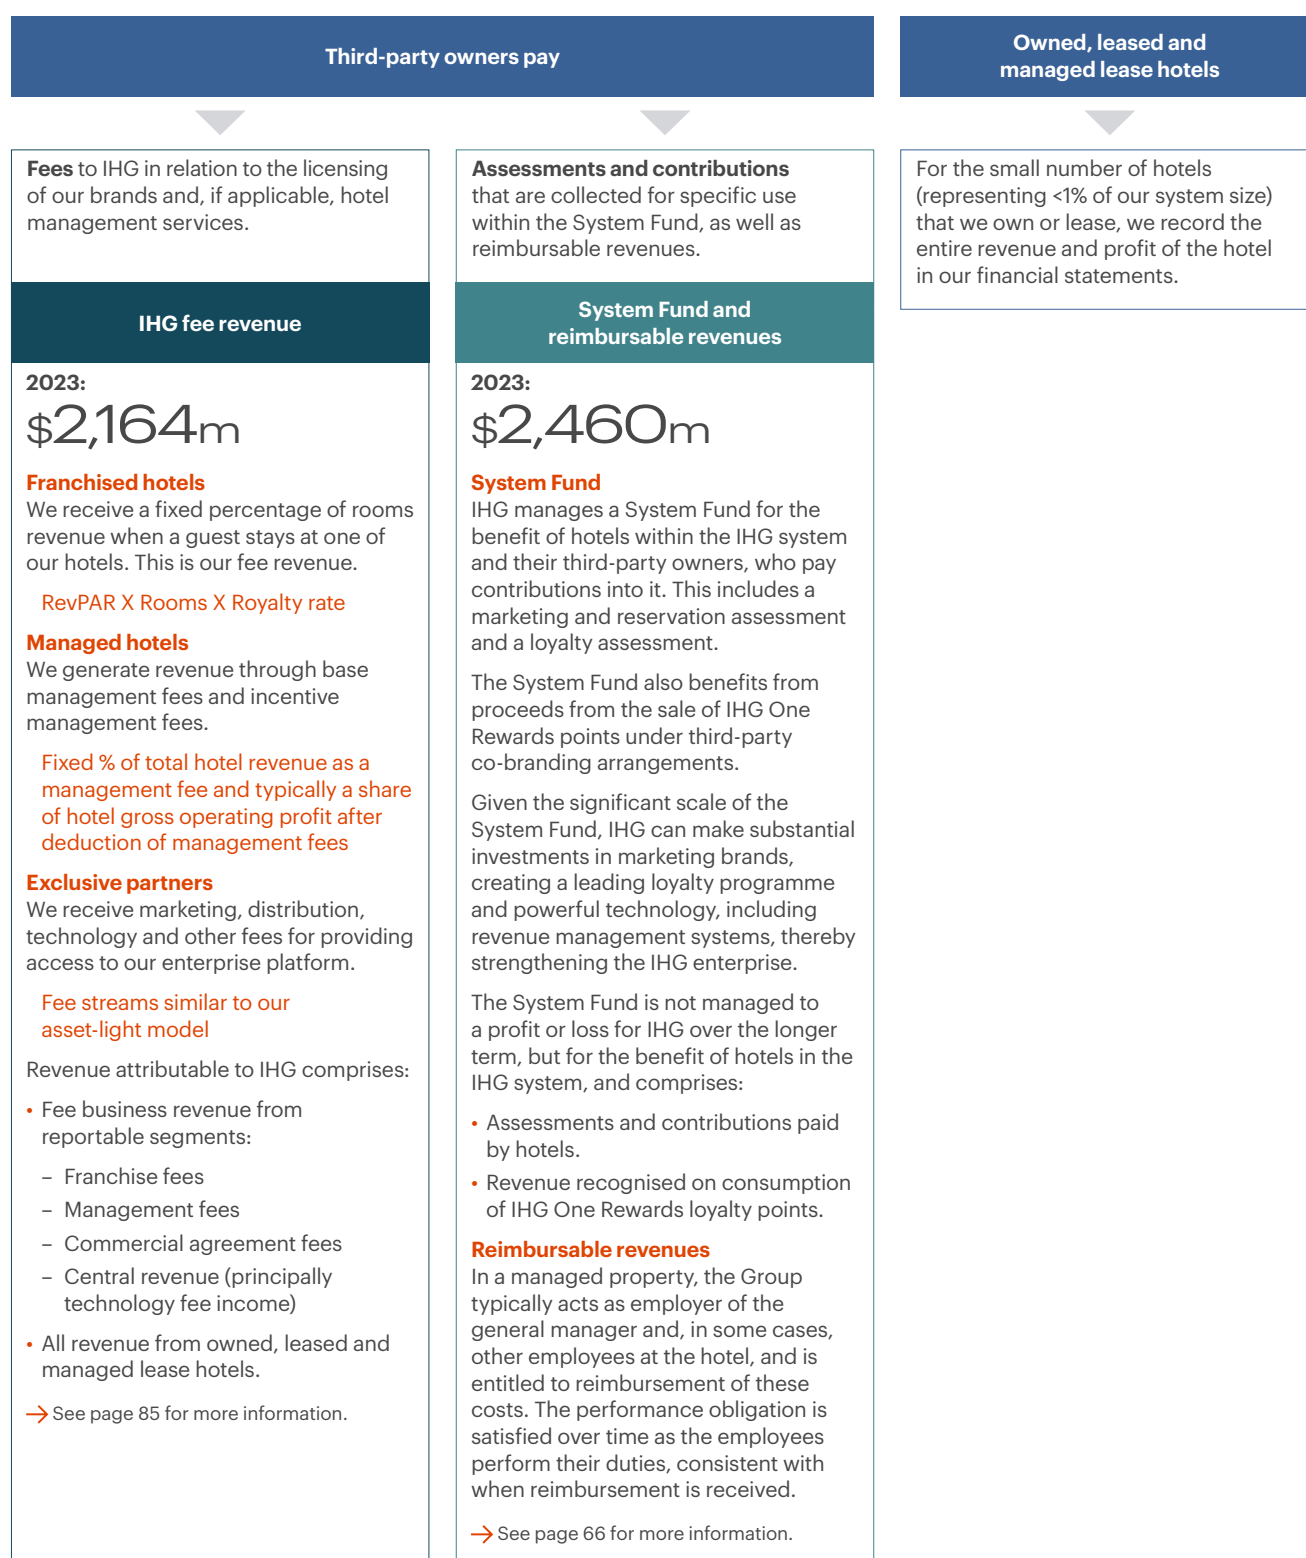 Third-party owners pay
Fees to IHG in relation to the licensing
of our brands and, if applicable, hotel
management services.
IHG fee revenue
2023:
$2,164m
Franchised hotels
We receive a fixed percentage of rooms
revenue when a guest stays at one of
our hotels. This is our fee revenue.
RevPAR X Rooms X Royalty rate
Managed hotels
We generate revenue through base
management fees and incentive
management fees.
Fixed % of total hotel revenue as a
management fee and typically a share
of hotel gross operating profit after
deduction of management fees
Exclusive partners
We receive marketing, distribution,
technology and other fees for providing
access to our enterprise platform.
Fee streams similar to our
asset-light model
Revenue attributable to IHG comprises:
• Fee business revenue from
reportable segments:
– Franchise fees
– Management fees
– Commercial agreement fees
– Central revenue (principally
technology fee income)
• All revenue from owned, leased and
managed lease hotels.
→ See page 85 for more information.
Assessments and contributions
that are collected for specific use
within the System Fund, as well as
reimbursable revenues.
System Fund and
reimbursable revenues
2023:
$2,460m
System Fund
IHG manages a System Fund for the
benefit of hotels within the IHG system
and their third-party owners, who pay
contributions into it. This includes a
marketing and reservation assessment
and a loyalty assessment.
The System Fund also benefits from
proceeds from the sale of IHG One
Rewards points under third-party
co-branding arrangements.
Given the significant scale of the
System Fund, IHG can make substantial
investments in marketing brands,
creating a leading loyalty programme
and powerful technology, including
revenue management systems, thereby
strengthening the IHG enterprise.
The System Fund is not managed to
a profit or loss for IHG over the longer
term, but for the benefit of hotels in the
IHG system, and comprises:
• Assessments and contributions paid
by hotels.
• Revenue recognised on consumption
of IHG One Rewards loyalty points.
Reimbursable revenues
In a managed property, the Group
typically acts as employer of the
general manager and, in some cases,
other employees at the hotel, and is
entitled to reimbursement of these
costs. The performance obligation is
satisfied over time as the employees
perform their duties, consistent with
when reimbursement is received.
→ See page 66 for more information.
Owned, leased and
managed lease hotels
For the small number of hotels
(representing <1% of our system size)
that we own or lease, we record the
entire revenue and profit of the hotel
in our financial statements.